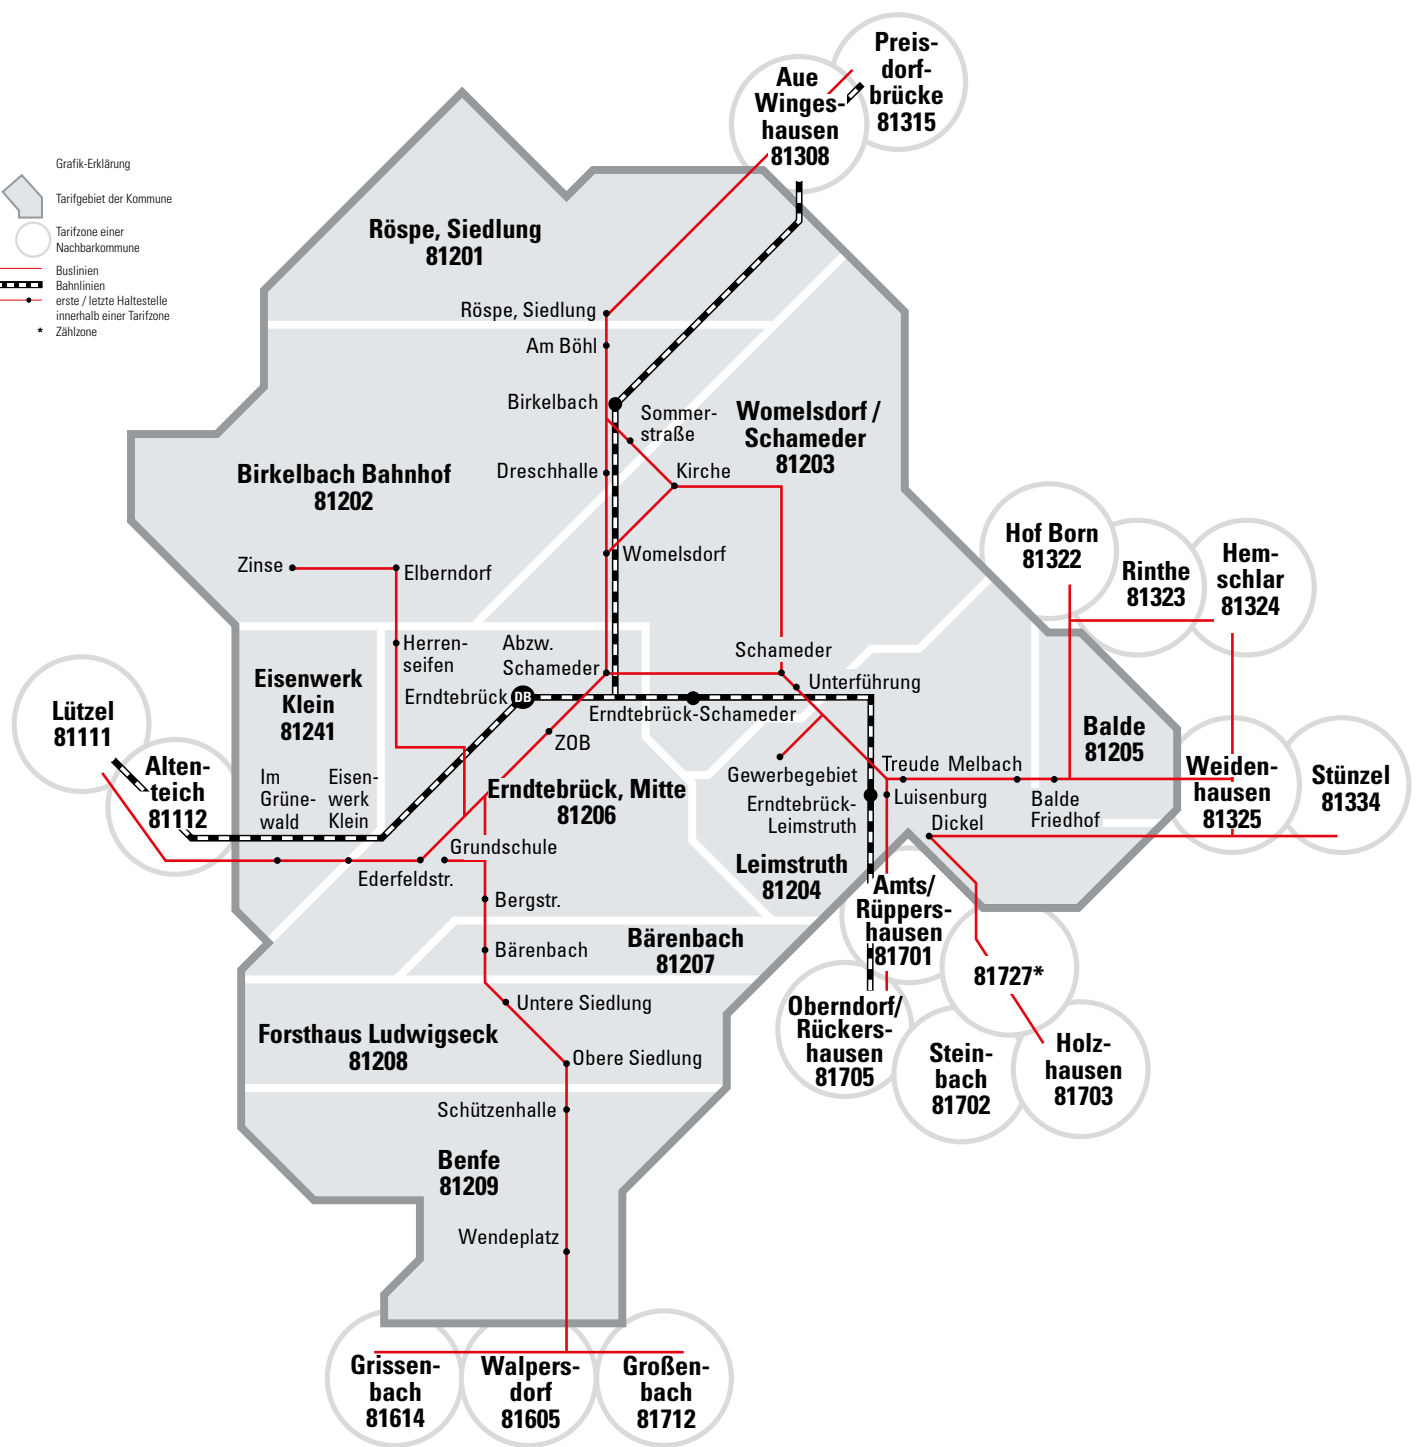 Preis-
dorf-
brücke
81315
Aue
Winges-
hausen
81308
Grafik-Erklärung
Tarifgebiet der Kommune
Tarifzone einer
Nachbarkommune
Buslinien
Bahnlinien
erste / letzte Haltestelle
innerhalb einer Tarifzone
* Zählzone
Röspe, Siedlung
81201
Röspe, Siedlung
Am Böhl
Birkelbach
Sommer-
straße
Womelsdorf /
Schameder
81203
Dreschhalle
Kirche
Birkelbach Bahnhof
81202
Womelsdorf
Zinse
Elberndorf
Hof Born
81322
Rinthe
81323
Hem-
schlar
81324
Herren-
seifen
Abzw.
Schameder
Schameder
Unterführung
Eisenwerk
Klein
81241
Erndtebrück
DB
Erndtebrück-Schameder
ZOB
Lützel
81111
Alten-
teich
81112
Im
Grüne-
wald
Eisen-
werk
Klein
Erndtebrück, Mitte
81206
Gewerbegebiet
Erndtebrück-
Leimstruth
Treude
Melbach
Luisenburg
Dickel
Balde
Friedhof
Balde
81205
Weiden-
hausen
81325
Stünzel
81334
Grundschule
Ederfeldstr.
Leimstruth
81204
Bergstr.
Amts/
Rüppers-
hausen
81701
Bärenbach
Bärenbach
81207
81727*
Untere Siedlung
Oberndorf/
Rückers-
hausen
81705
Forsthaus Ludwigseck
81208
Obere Siedlung
Stein-
bach
81702
Holz-
hausen
81703
Schützenhalle
Benfe
81209
Wendeplatz
Grissen-
bach
81614
Walpers-
dorf
81605
Großen-
bach
81712